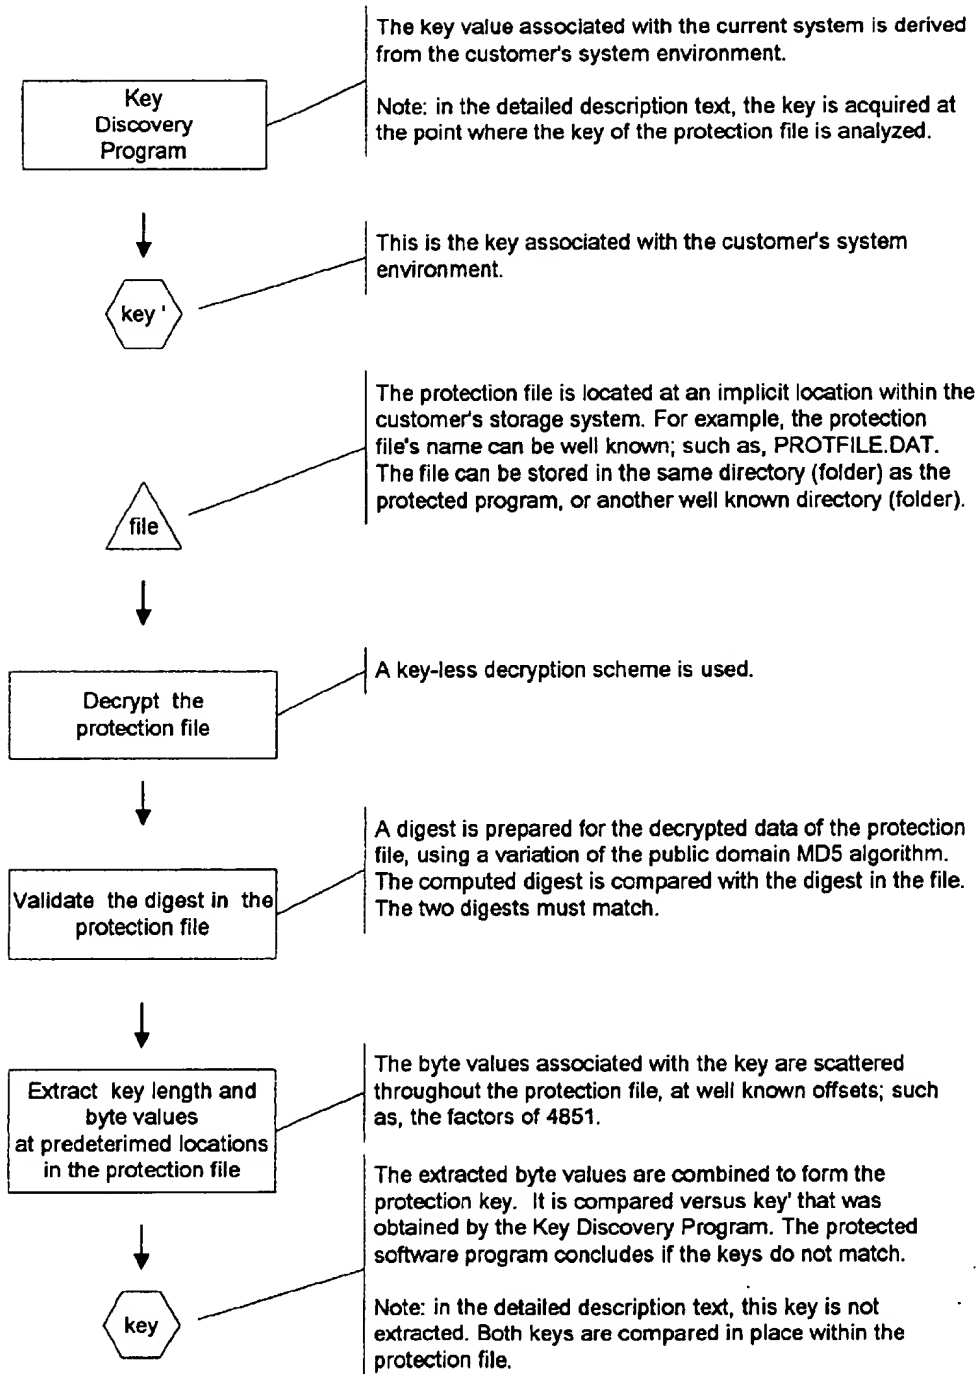 The key value associated with the current system is derived
from the customer's system environment.
Key
Discovery
Program
Note: in the detailed description text, the key is acquired at
the point where the key of the protection file is analyzed.
This is the key associated with the customer's system
environment.
key '
The protection file is located at an implicit location within the
customer's storage system. For example, the protection
file's name can be well known; such as, PROTFILE.DAT.
The file can be stored in the same directory (folder) as the
protected program, or another well known directory (folder).
file
A key-less decryption scheme is used.
Decrypt the
protection file
A digest is prepared for the decrypted data of the protection
file, using a variation of the public domain MD5 algorithm.
The computed digest is compared with the digest in the file.
The two digests must match.
Validate the digest in the
protection file
The byte values associated with the key are scattered
throughout the protection file, at well known offsets; such
as, the factors of 4851.
Extract key length and
byte values
at predeterimed locations
in the protection file
The extracted byte values are combined to form the
protection key. It is compared versus key' that was
obtained by the Key Discovery Program. The protected
software program concludes if the keys do not match.
key
Note: in the detailed description text, this key is not
extracted. Both keys are compared in place within the
protection file.